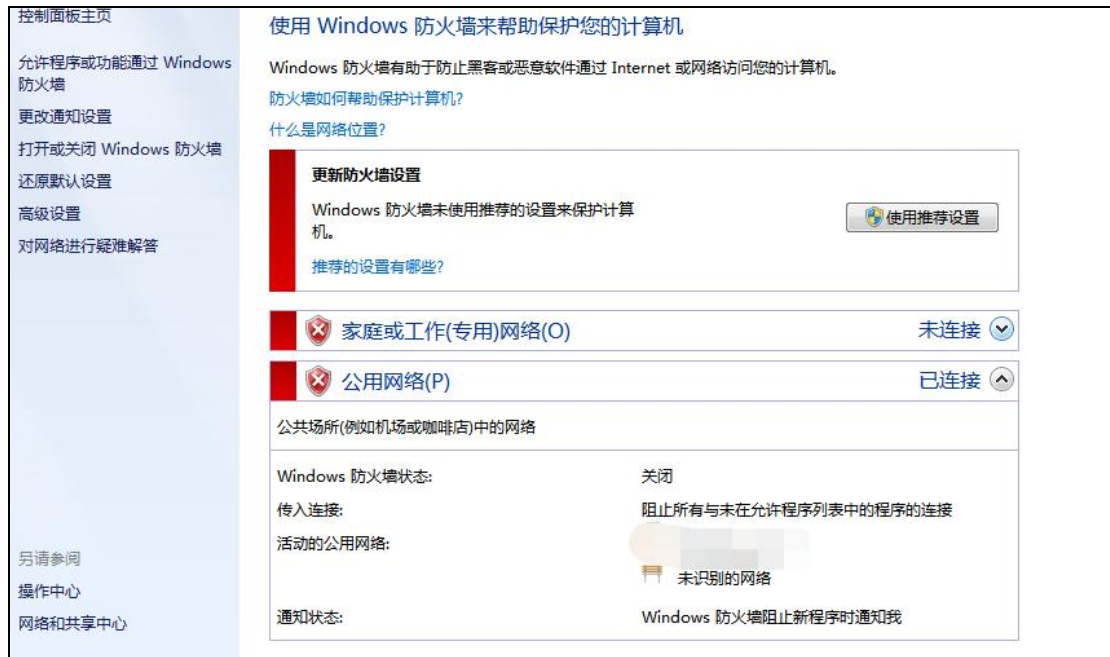 控制面板主页
允许程序或功能通过 Windows
防火墙
更改通知设置
打开或关闭 Windows 防火墙
还原默认设置
高级设置
对网络进行疑难解答
另请参阅
操作中心
网络和共享中心
使用 Windows 防火墙来帮助保护您的计算机
Windows 防火墙有助于防止黑客或恶意软件通过 Internet 或网络访问您的计算机。
防火墙如何帮助保护计算机?
什么是网络位置?
更新防火墙设置
Windows 防火墙未使用推荐的设置来保护计算
机。
使用推荐设置
推荐的设置有哪些?
家庭或工作(专用)网络(O) 未连接
公用网络(P) 已连接
公共场所(例如机场或咖啡店)中的网络
Windows 防火墙状态: 关闭
传入连接: 阻止所有与未在允许程序列表中的程序的连接
活动的公用网络:
未识别的网络
通知状态: Windows 防火墙阻止新程序时通知我